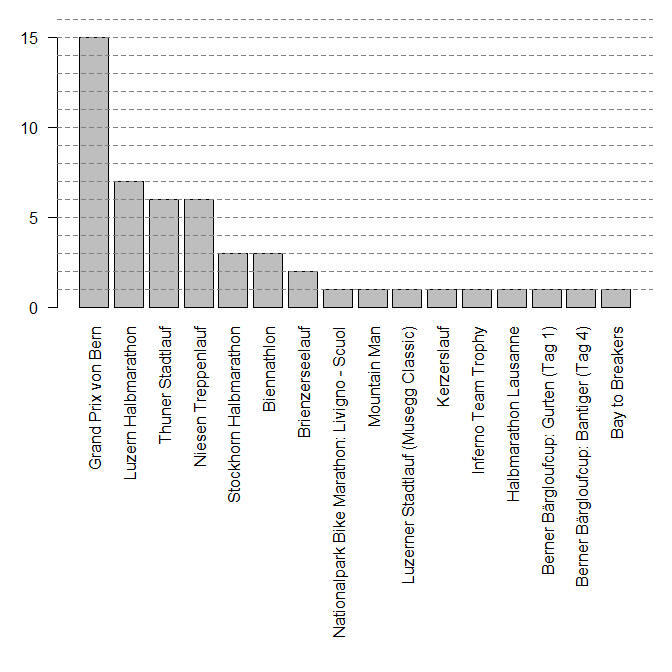 15
10
5
0
Grand Prix von Bern
Luzern Halbmarathon
Thuner Stadtlauf
Niesen Treppenlauf
Stockhorn Halbmarathon
Biennathlon
Brienzerseelauf
Nationalpark Bike Marathon: Livigno - Scuol
Mountain Man
Luzerner Stadtlauf (Musegg Classic)
Kerzerslauf
Inferno Team Trophy
Halbmarathon Lausanne
Berner Bärgloufcup: Gurten (Tag 1)
Berner Bärgloufcup: Bantiger (Tag 4)
Bay to Breakers